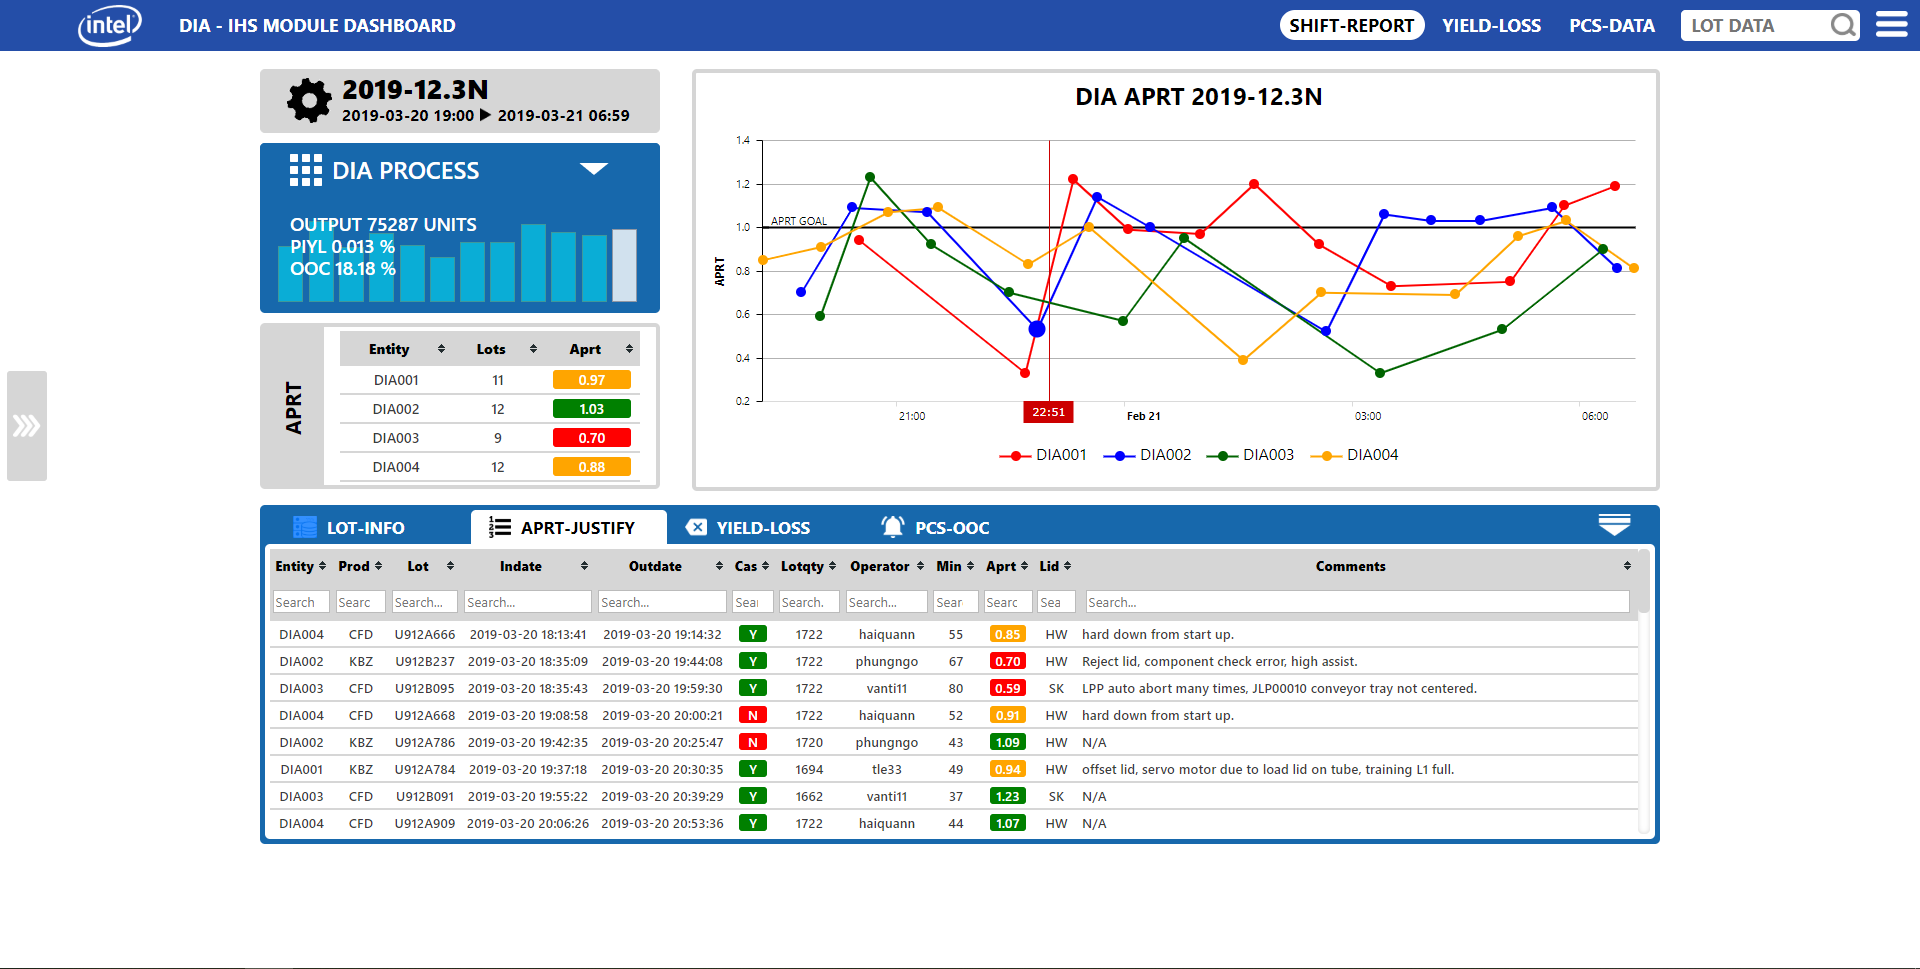 intel DIA - IHS MODULE DASHBOARD SHIFT-REPORT YIELD-LOSS PCS-DATA LOT DATA
2019-12.3N
2019-03-20 19:00 ▶ 2019-03-21 06:59
DIA PROCESS
OUTPUT 75287 UNITS
PIYL 0.013 %
OOC 18.18 %
APRT
Entity Lots Aprt
DIA001 11 0.97
DIA002 12 1.03
DIA003 9 0.70
DIA004 12 0.88
DIA APRT 2019-12.3N
APRT
1.4
1.2
1.0
0.8
0.6
0.4
0.2
APRT GOAL
21:00 22:51 Feb 21 03:00 06:00
DIA001 DIA002 DIA003 DIA004
LOT-INFO APRT-JUSTIFY YIELD-LOSS PCS-OOC
Entity Prod Lot Indate Outdate Cas Lotqty Operator Min Aprt Lid Comments
Search Searc Search... Search... Search... Sear Search. Search... Sear Searc Sea Search...
DIA004 CFD U912A666 2019-03-20 18:13:41 2019-03-20 19:14:32 Y 1722 haiquann 55 0.85 HW hard down from start up.
DIA002 KBZ U912B237 2019-03-20 18:35:09 2019-03-20 19:44:08 Y 1722 phungngo 67 0.70 HW Reject lid, component check error, high assist.
DIA003 CFD U912B095 2019-03-20 18:35:43 2019-03-20 19:59:30 Y 1722 vanti11 80 0.59 SK LPP auto abort many times, JLP00010 conveyor tray not centered.
DIA004 CFD U912A668 2019-03-20 19:08:58 2019-03-20 20:00:21 N 1722 haiquann 52 0.91 HW hard down from start up.
DIA002 KBZ U912A786 2019-03-20 19:42:35 2019-03-20 20:25:47 N 1720 phungngo 43 1.09 HW N/A
DIA001 KBZ U912A784 2019-03-20 19:37:18 2019-03-20 20:30:35 Y 1694 tle33 49 0.94 HW offset lid, servo motor due to load lid on tube, training L1 full.
DIA003 CFD U912B091 2019-03-20 19:55:22 2019-03-20 20:39:29 Y 1662 vanti11 37 1.23 SK N/A
DIA004 CFD U912A909 2019-03-20 20:06:26 2019-03-20 20:53:36 Y 1722 haiquann 44 1.07 HW N/A